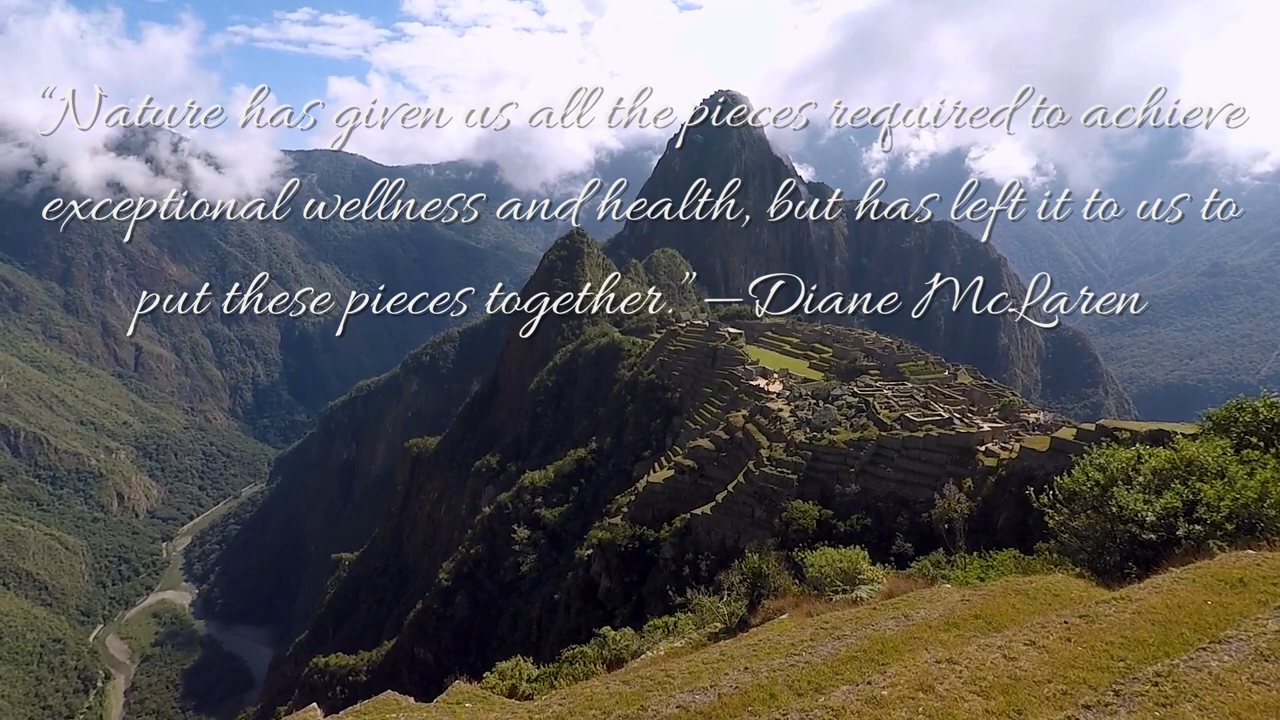 “Nature has given us all the pieces required to achieve
exceptional wellness and health, but has left it to us to
put these pieces together.” –Diane McLaren